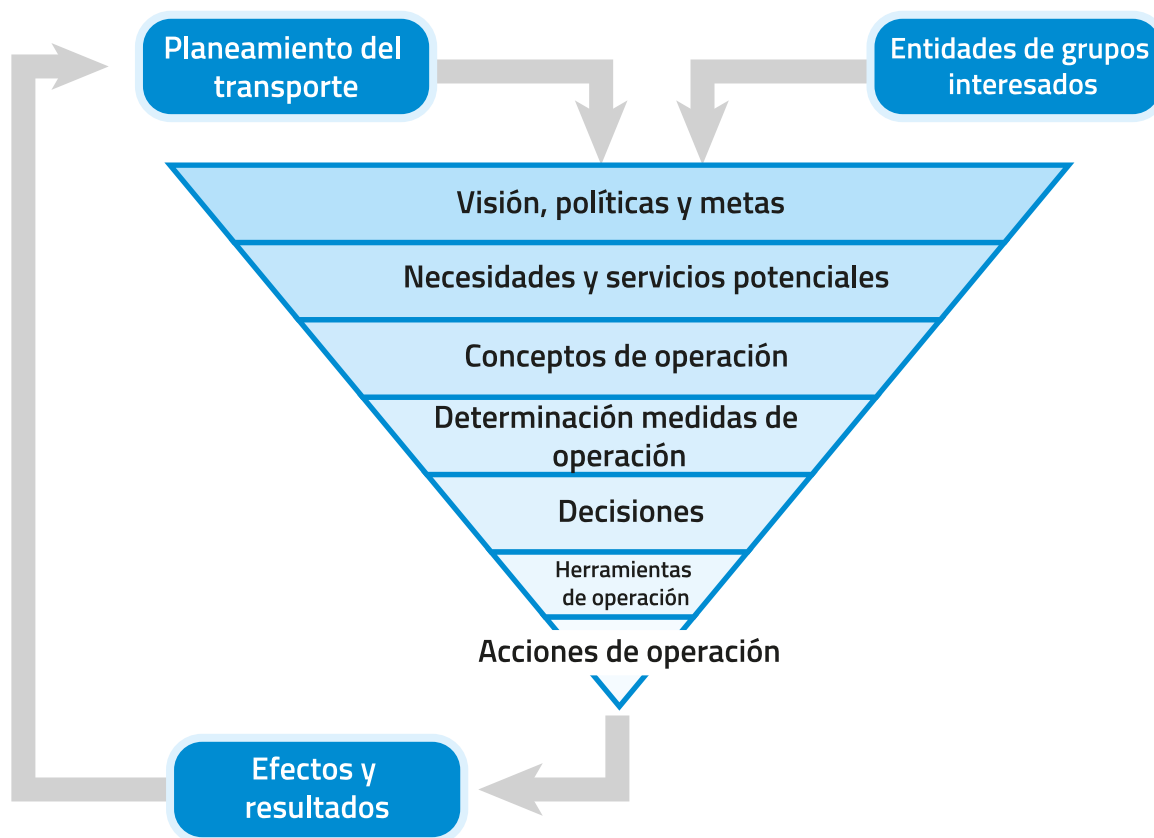 Planeamiento del
transporte
Entidades de grupos
interesados
Visión, políticas y metas
Necesidades y servicios potenciales
Conceptos de operación
Determinación medidas de
operación
Decisiones
Herramientas
de operación
Acciones de operación
Efectos y
resultados